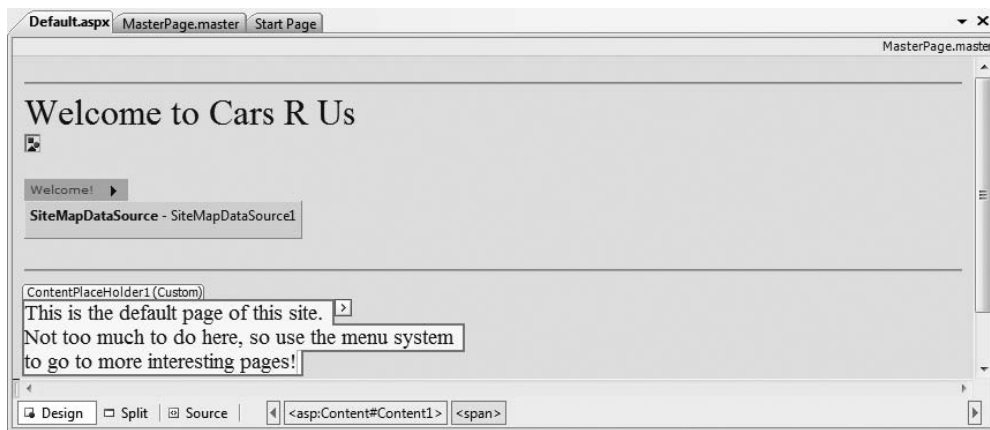 Default.aspx MasterPage.master Start Page
MasterPage.master
Welcome to Cars R Us
Welcome!
SiteMapDataSource - SiteMapDataSource1
ContentPlaceHolder1 (Custom)
This is the default page of this site.
Not too much to do here, so use the menu system
to go to more interesting pages!
Design Split Source <asp:Content#Content1> <span>